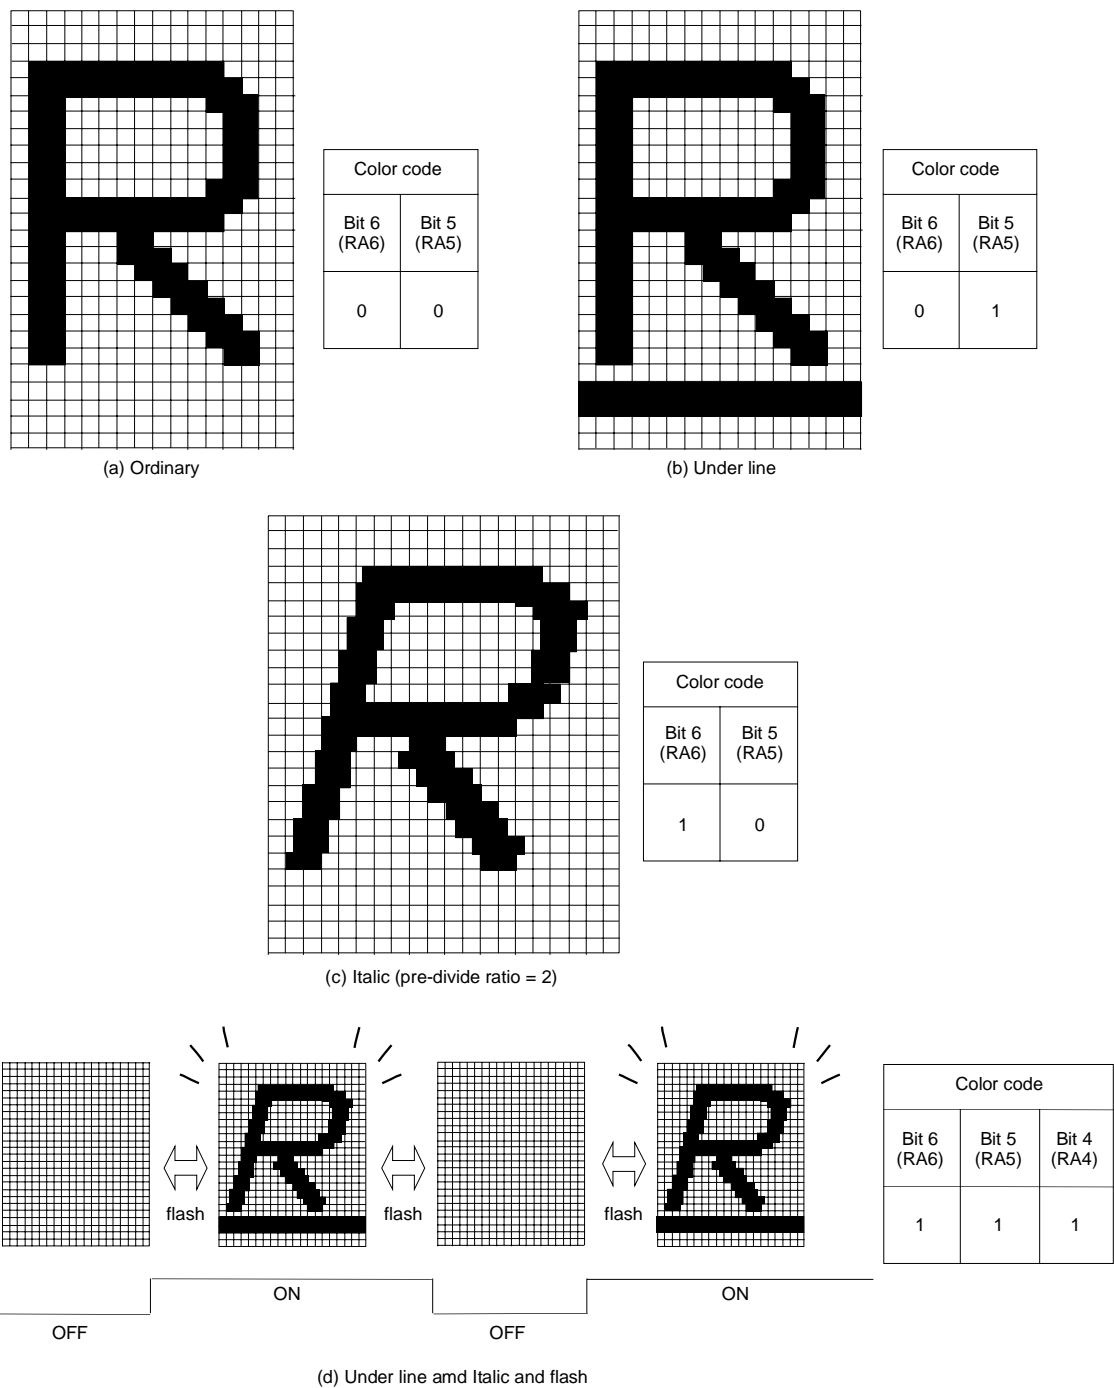 Color code
Bit 6 (RA6) Bit 5 (RA5)
0 0
(a) Ordinary
Color code
Bit 6 (RA6) Bit 5 (RA5)
0 1
(b) Under line
Color code
Bit 6 (RA6) Bit 5 (RA5)
1 0
(c) Italic (pre-divide ratio = 2)
flash flash flash
Color code
Bit 6 (RA6) Bit 5 (RA5) Bit 4 (RA4)
1 1 1
OFF ON OFF ON
(d) Under line amd Italic and flash